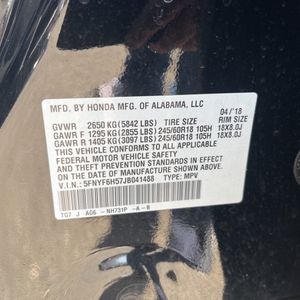 MFD. BY HONDA MFG. OF ALABAMA, LLC
04/'18
GVWR 2650 KG (5842 LBS) TIRE SIZE RIM SIZE
GAWR F 1295 KG (2855 LBS) 245/60R18 105H 18X8.0J
GAWR R 1405 KG (3097 LBS) 245/60R18 105H 18X8.0J
THIS VEHICLE CONFORMS TO ALL APPLICABLE
FEDERAL MOTOR VEHICLE SAFETY AND THEFT
PREVENTION STANDARDS IN EFFECT ON THE DATE
OF MANUFACTURE SHOWN ABOVE.
V.I.N.: 5FNYF6H57JB041488 TYPE: MPV
TG7 J A06 -NH731P -A-B